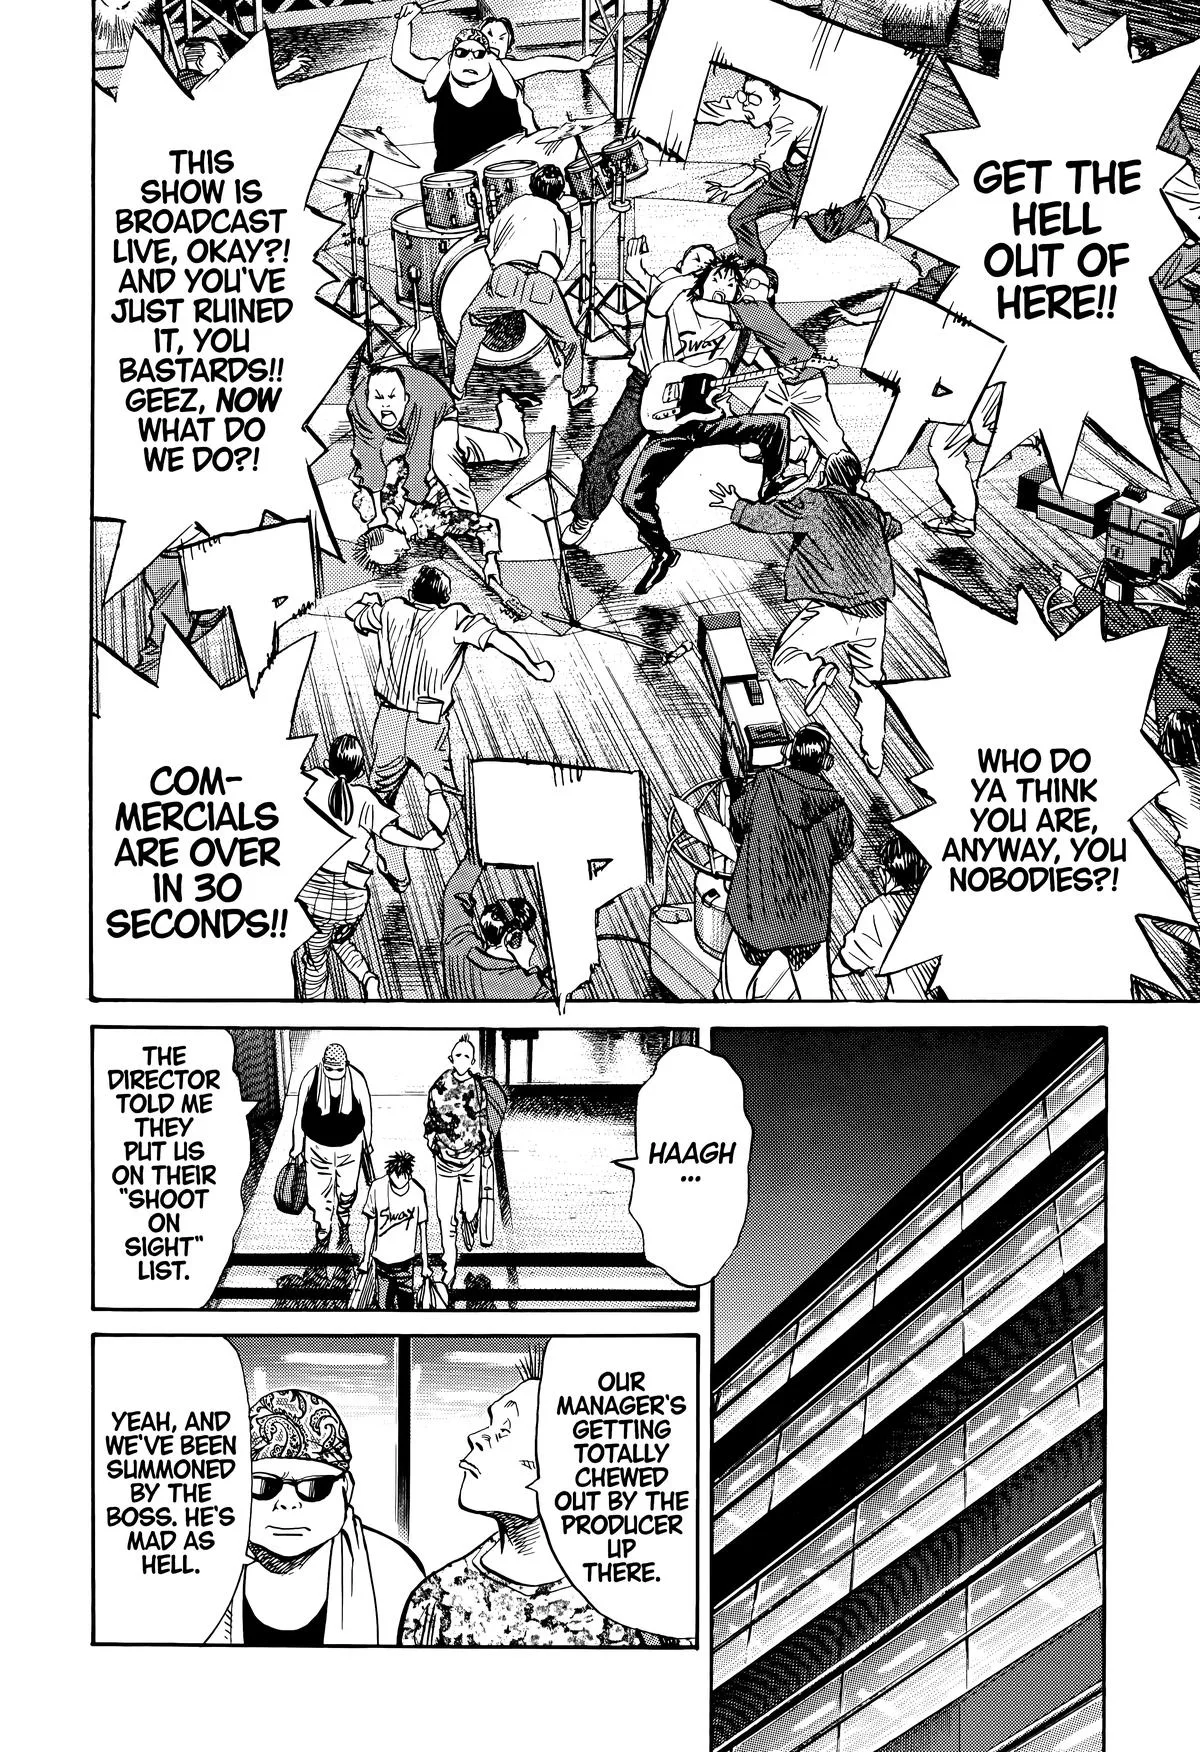 GET THE
HELL
OUT OF
HERE!!
THIS
SHOW IS
BROADCAST
LIVE, OKAY?!
AND YOU'VE
JUST RUINED
IT, YOU
BASTARDS!!
GEEZ, NOW
WHAT DO
WE DO?!
Sway
WHO DO
YA THINK
YOU ARE,
ANYWAY, YOU
NOBODIES?!
COM-
MERCIALS
ARE OVER
IN 30
SECONDS!!
HAAGH
...
THE
DIRECTOR
TOLD ME
THEY
PUT US
ON THEIR
"SHOOT
ON
SIGHT"
LIST.
Sway
OUR
MANAGER'S
GETTING
TOTALLY
CHEWED
OUT BY THE
PRODUCER
UP
THERE.
YEAH, AND
WE'VE BEEN
SUMMONED
BY THE
BOSS. HE'S
MAD AS
HELL.